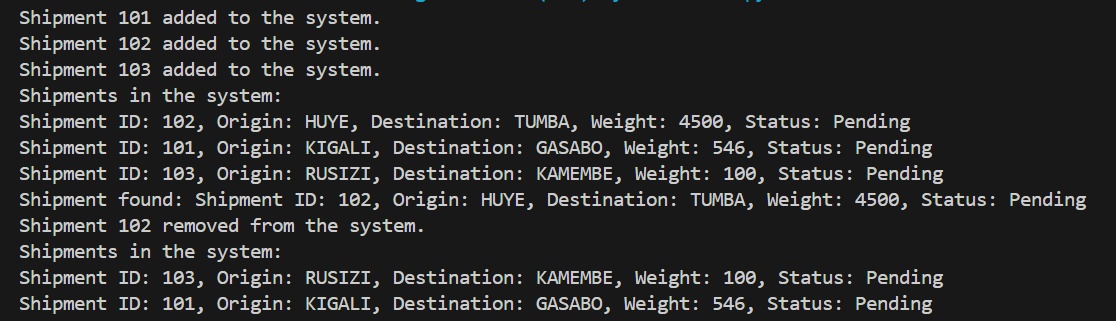 Shipment 101 added to the system.
Shipment 102 added to the system.
Shipment 103 added to the system.
Shipments in the system:
Shipment ID: 102, Origin: HUYE, Destination: TUMBA, Weight: 4500, Status: Pending
Shipment ID: 101, Origin: KIGALI, Destination: GASABO, Weight: 546, Status: Pending
Shipment ID: 103, Origin: RUSIZI, Destination: KAMEMBE, Weight: 100, Status: Pending
Shipment found: Shipment ID: 102, Origin: HUYE, Destination: TUMBA, Weight: 4500, Status: Pending
Shipment 102 removed from the system.
Shipments in the system:
Shipment ID: 103, Origin: RUSIZI, Destination: KAMEMBE, Weight: 100, Status: Pending
Shipment ID: 101, Origin: KIGALI, Destination: GASABO, Weight: 546, Status: Pending